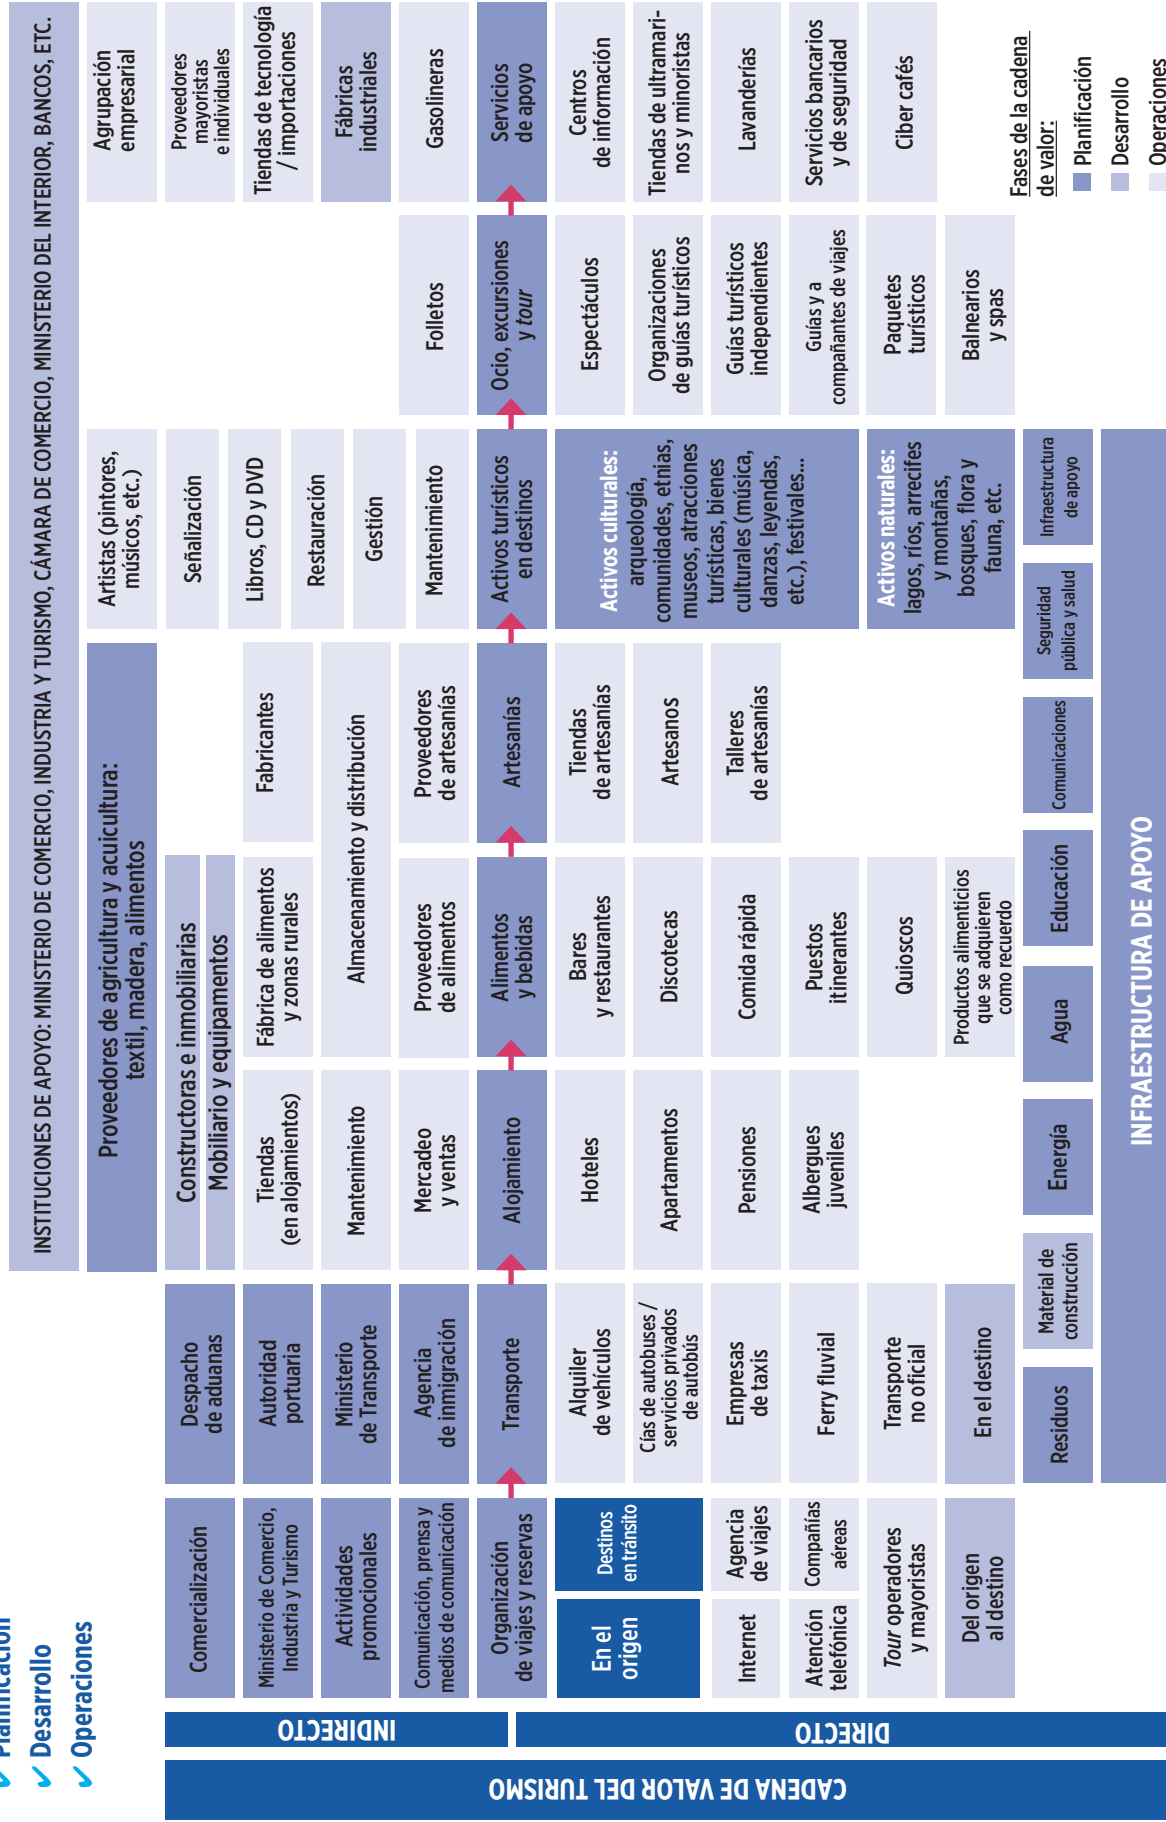 ✔ Planificación
✔ Desarrollo
✔ Operaciones
CADENA DE VALOR DEL TURISMO
INDIRECTO
DIRECTO
INSTITUCIONES DE APOYO: MINISTERIO DE COMERCIO, INDUSTRIA Y TURISMO, CÁMARA DE COMERCIO, MINISTERIO DEL INTERIOR, BANCOS, ETC.
Comercialización
Ministerio de Comercio,
Industria y Turismo
Actividades
promocionales
Comunicación, prensa y
medios de comunicación
Organización
de viajes y reservas
En el
origen
Destinos
en tránsito
Internet
Agencia
de viajes
Atención
telefónica
Compañías
aéreas
Tour operadores
y mayoristas
Del origen
al destino
Despacho
de aduanas
Autoridad
portuaria
Ministerio
de Transporte
Agencia
de inmigración
Transporte
Alquiler
de vehículos
Cías de autobuses /
servicios privados
de autobús
Empresas
de taxis
Ferry fluvial
Transporte
no oficial
En el destino
Proveedores de agricultura y acuicultura:
textil, madera, alimentos
Constructoras e inmobiliarias
Mobiliario y equipamentos
Tiendas
(en alojamientos)
Mantenimiento
Mercadeo
y ventas
Alojamiento
Hoteles
Apartamentos
Pensiones
Albergues
juveniles
Fábrica de alimentos
y zonas rurales
Almacenamiento y distribución
Proveedores
de alimentos
Alimentos
y bebidas
Bares
y restaurantes
Discotecas
Comida rápida
Puestos
itinerantes
Quioscos
Productos alimenticios
que se adquieren
como recuerdo
Fabricantes
Proveedores
de artesanías
Artesanías
Tiendas
de artesanías
Artesanos
Talleres
de artesanías
Artistas (pintores,
músicos, etc.)
Señalización
Libros, CD y DVD
Restauración
Gestión
Mantenimiento
Activos turísticos
en destinos
Activos culturales:
arqueología,
comunidades, etnias,
museos, atracciones
turísticas, bienes
culturales (música,
danzas, leyendas,
etc.), festivales...
Activos naturales:
lagos, ríos, arrecifes
y montañas,
bosques, flora y
fauna, etc.
Folletos
Ocio, excursiones
y tour
Espectáculos
Organizaciones
de guías turísticos
Guías turísticos
independientes
Guías y a
compañantes de viajes
Paquetes
turísticos
Balnearios
y spas
Agrupación
empresarial
Proveedores
mayoristas
e individuales
Tiendas de tecnología
/ importaciones
Fábricas
industriales
Gasolineras
Servicios
de apoyo
Centros
de información
Tiendas de ultramari-
nos y minoristas
Lavanderías
Servicios bancarios
y de seguridad
Ciber cafés
Residuos
Material de
construcción
Energía
Agua
Educación
Comunicaciones
Seguridad
pública y salud
Infraestructura
de apoyo
INFRAESTRUCTURA DE APOYO
Fases de la cadena
de valor:
Planificación
Desarrollo
Operaciones